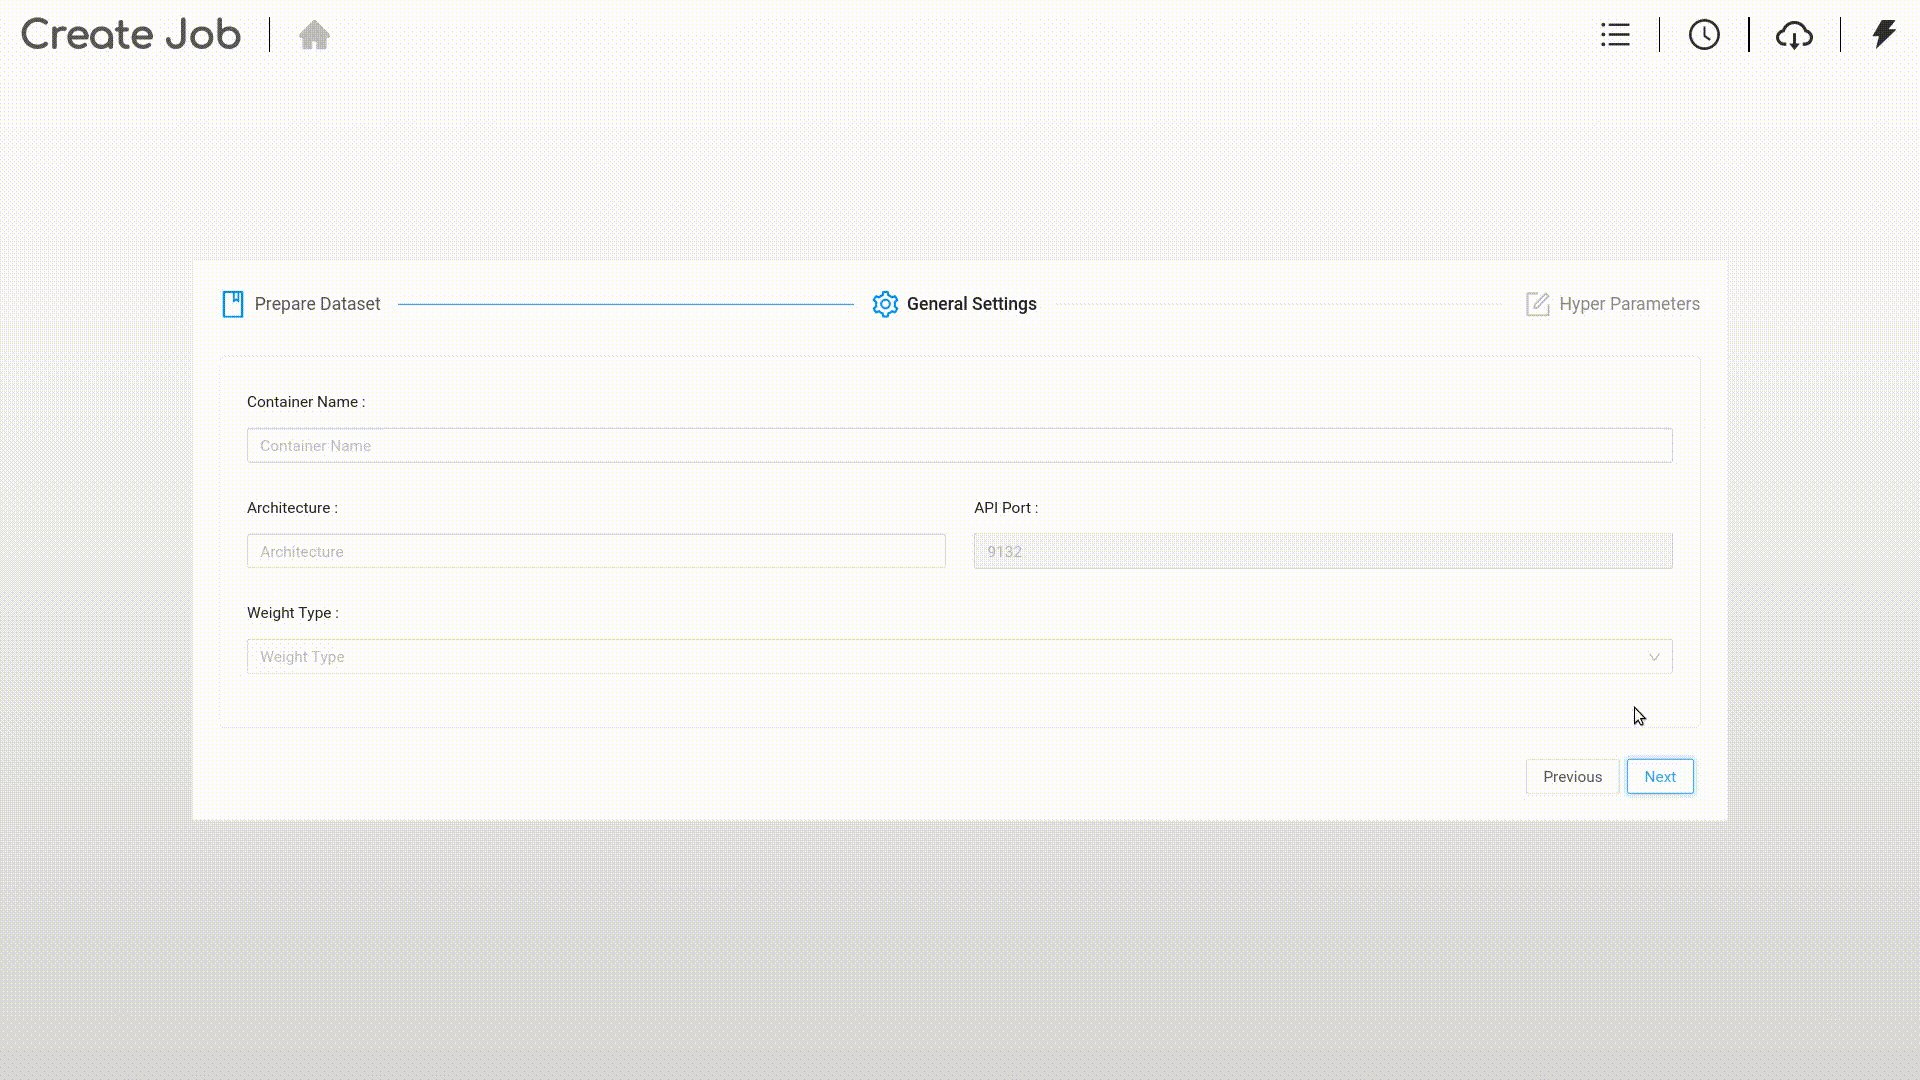 Create Job
Prepare Dataset
General Settings
Hyper Parameters
Container Name :
Container Name
Architecture :
API Port :
Architecture
9132
Weight Type :
Weight Type
Previous
Next